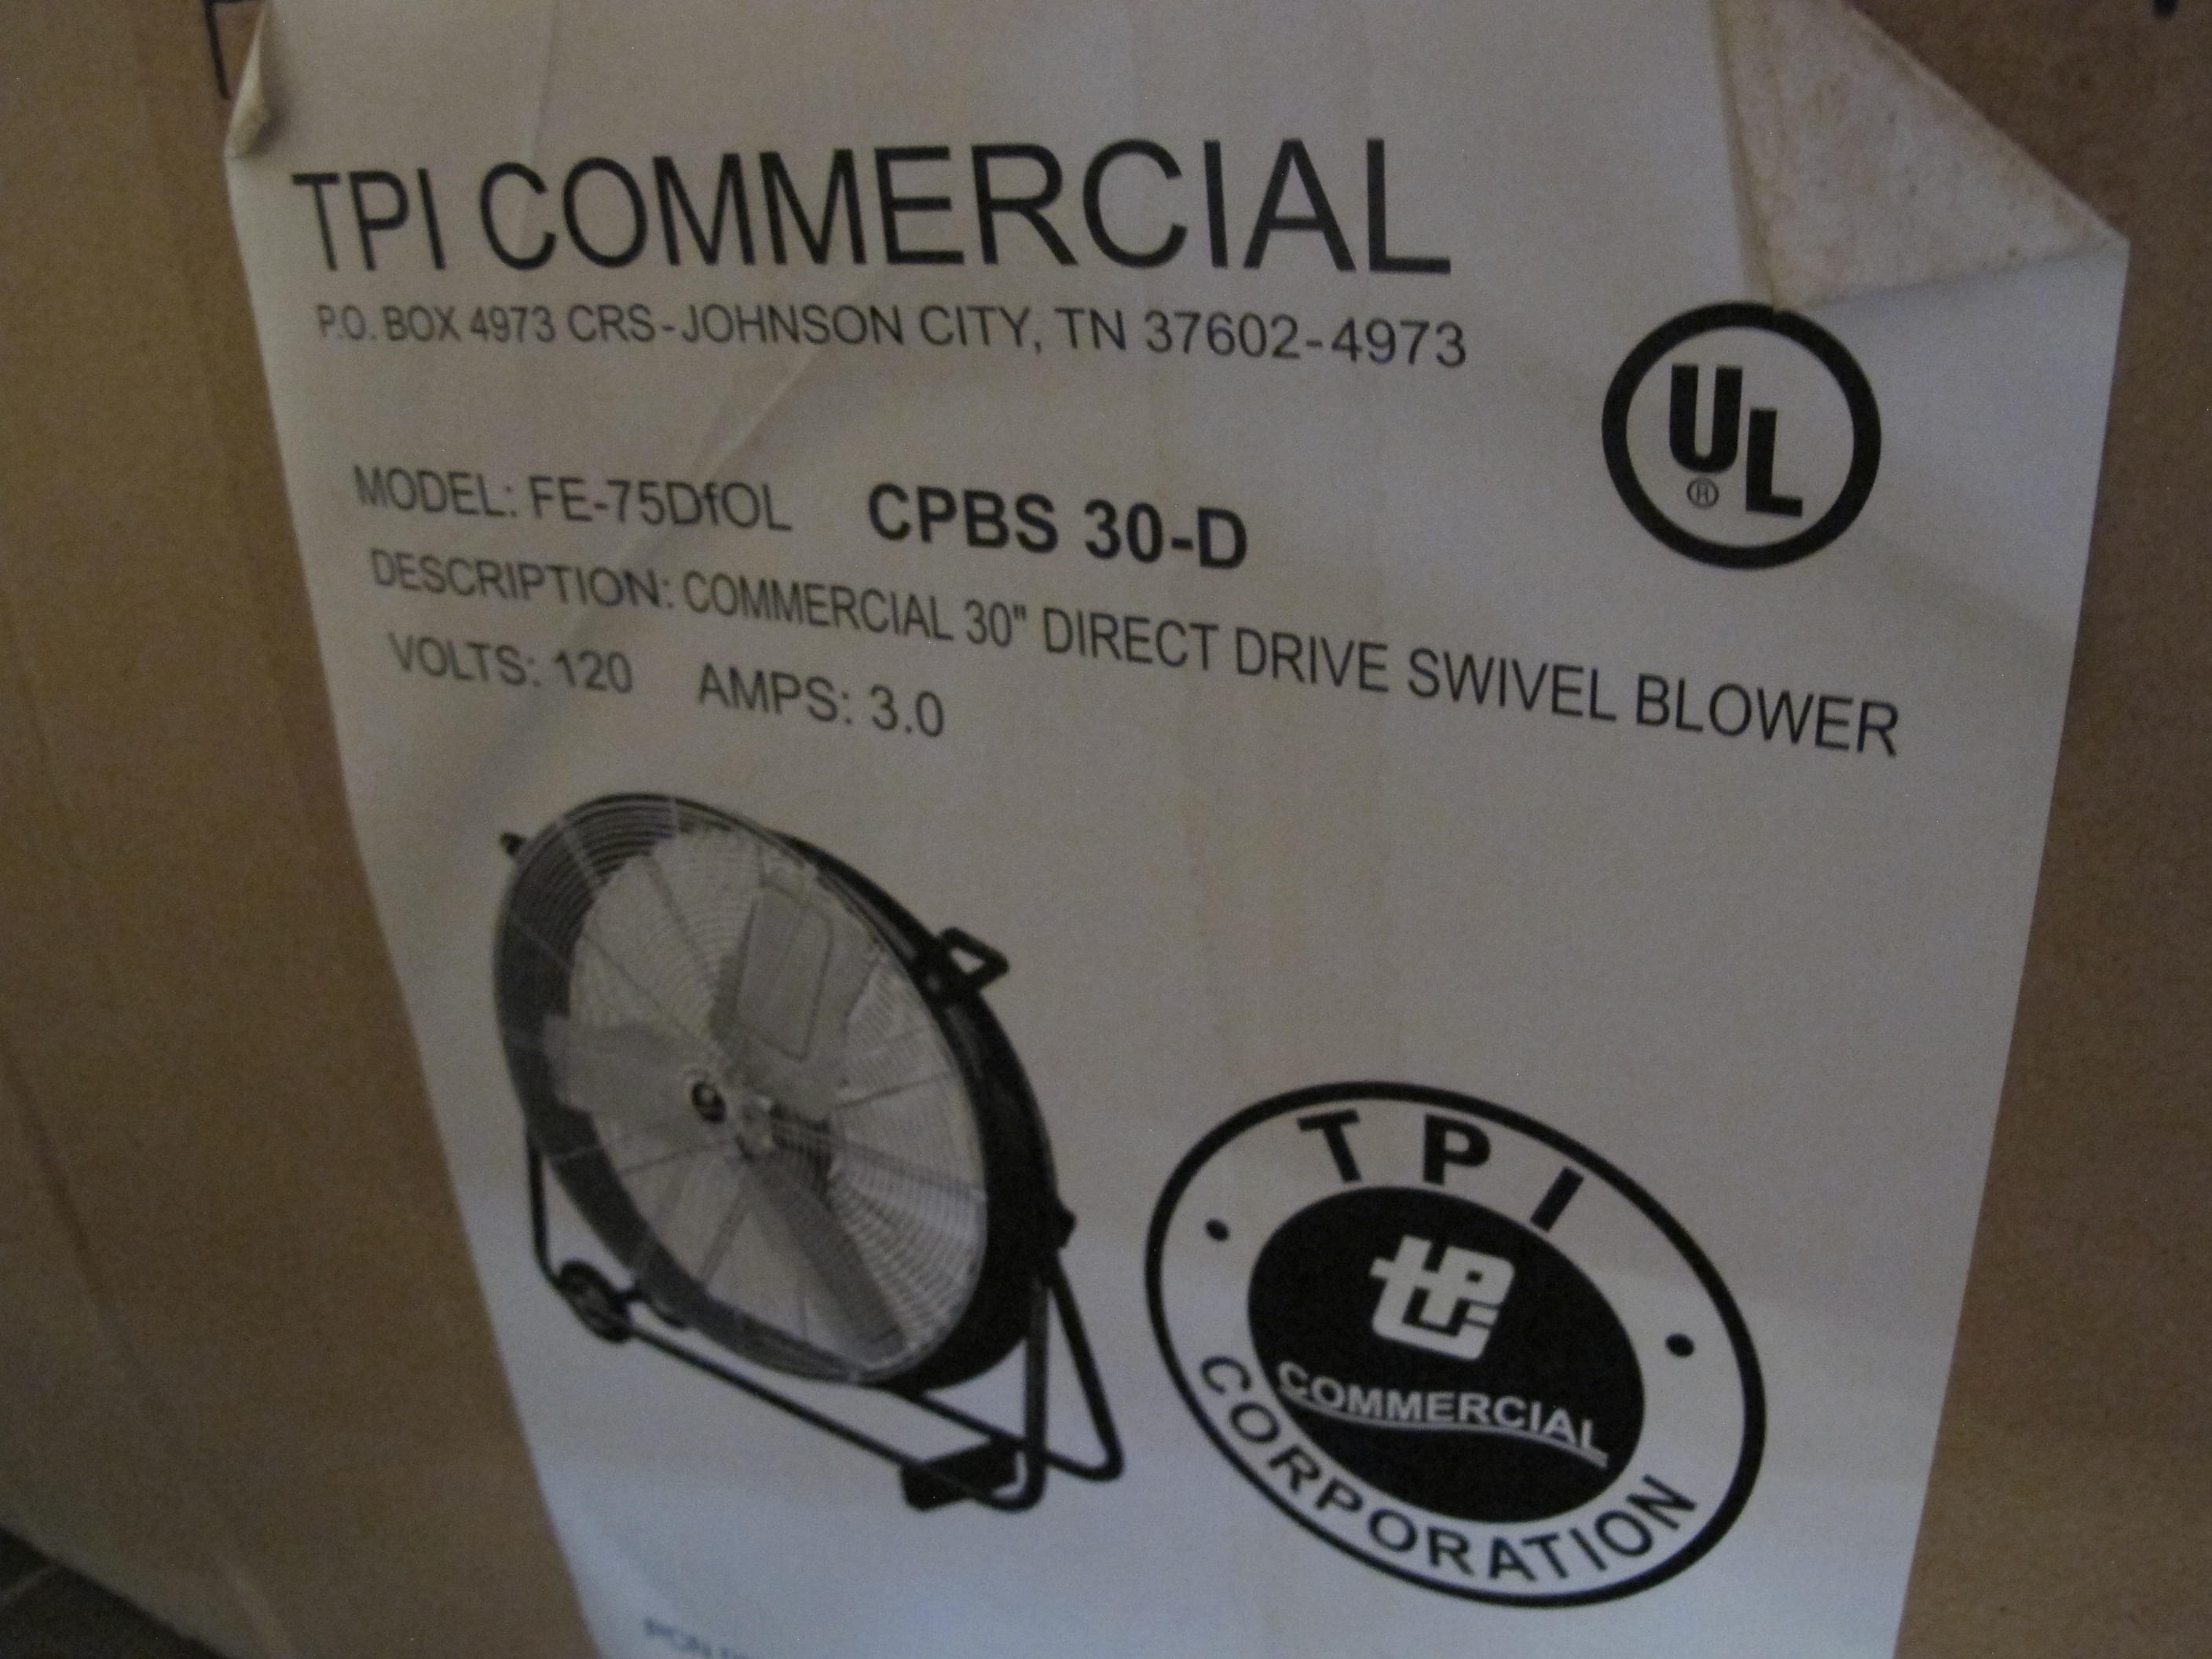 TPI COMMERCIAL
P.O. BOX 4973 CRS-JOHNSON CITY, TN 37602-4973
UL
®
MODEL: FE-75DfOL CPBS 30-D
DESCRIPTION: COMMERCIAL 30" DIRECT DRIVE SWIVEL BLOWER
VOLTS: 120 AMPS: 3.0
TPI
tpi
COMMERCIAL
CORPORATION